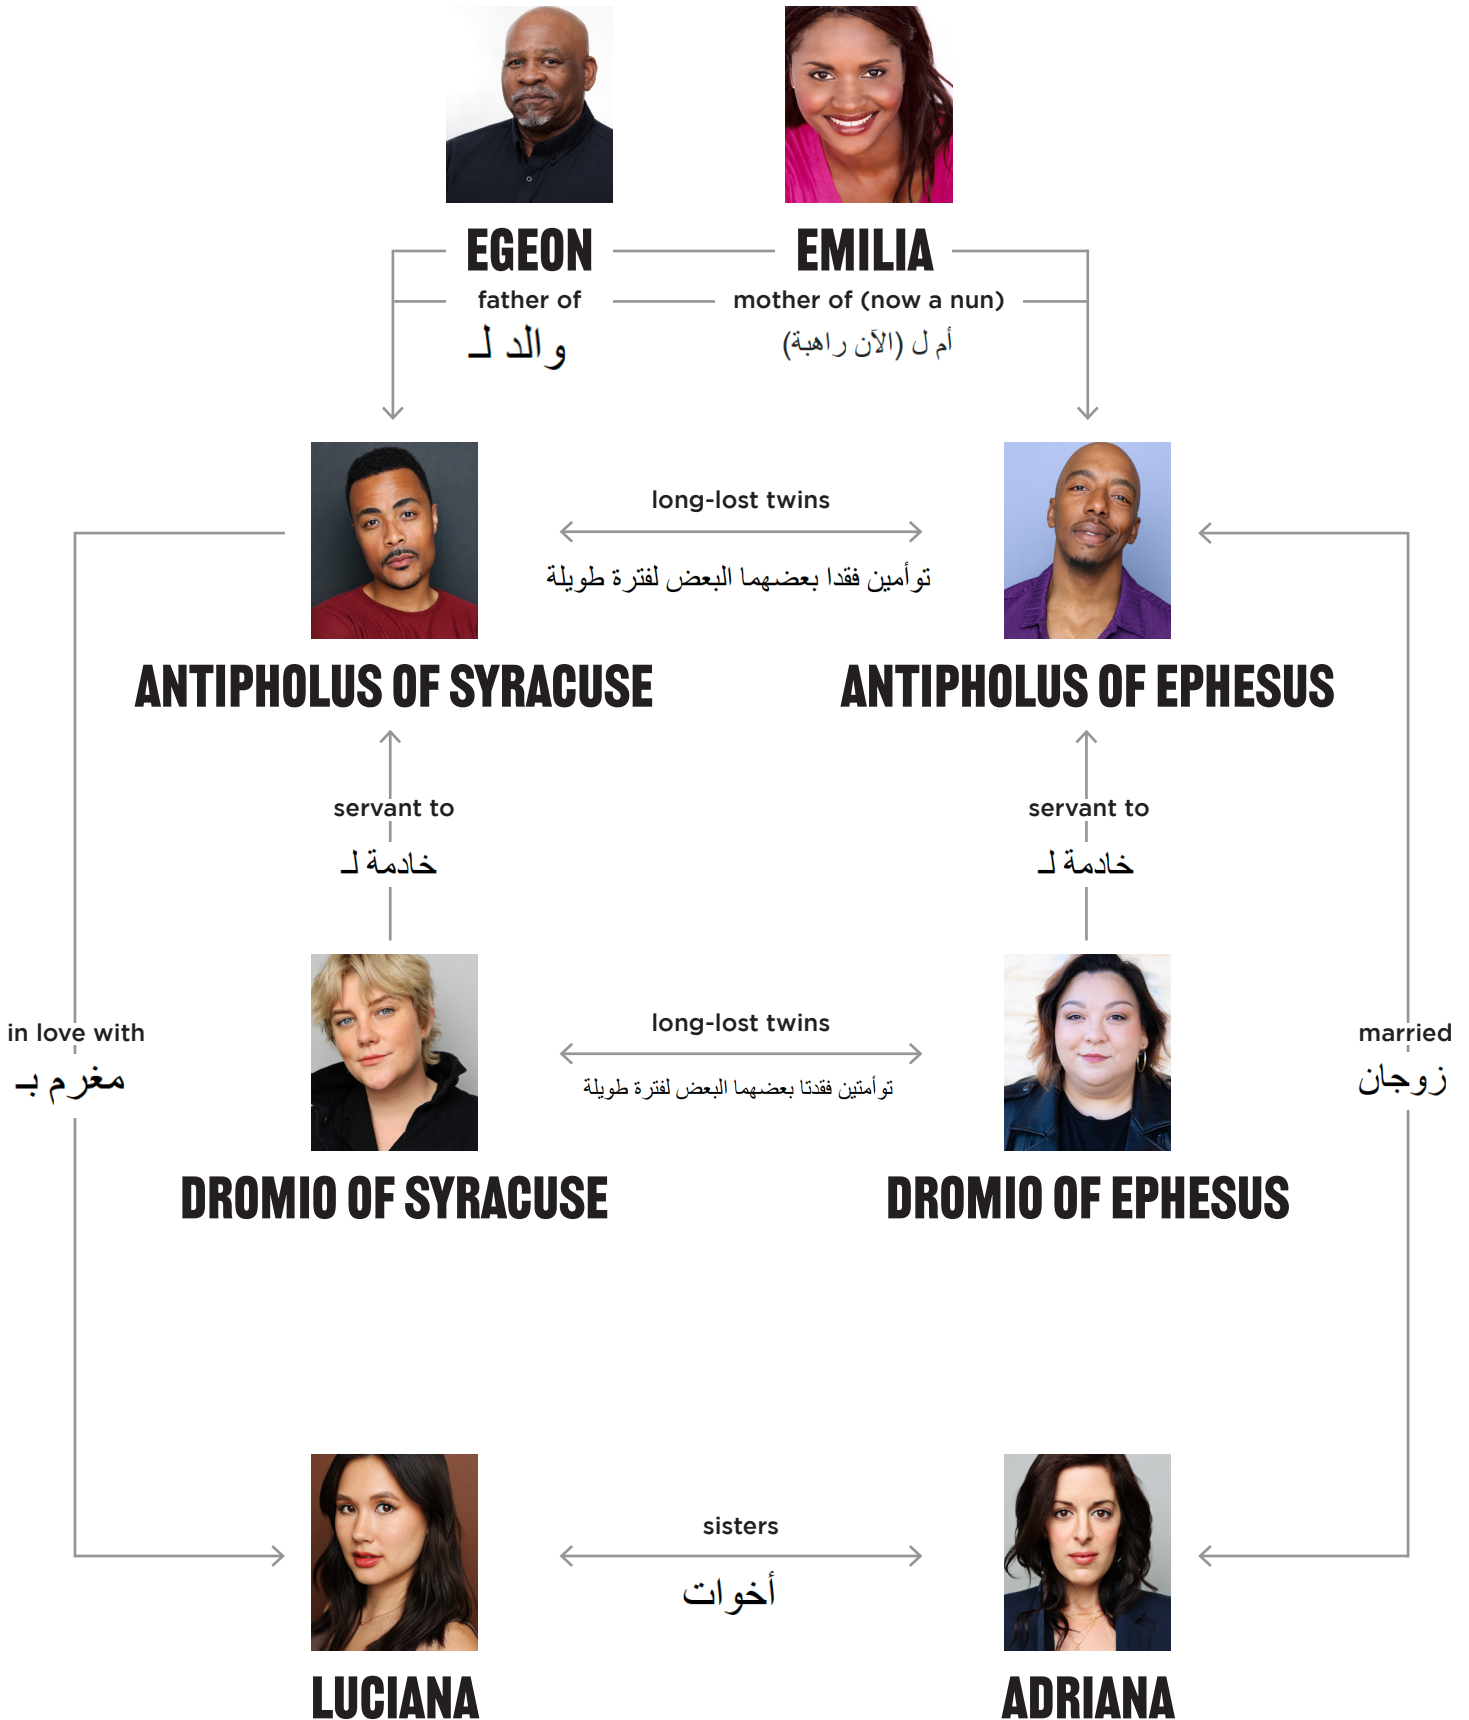 EGEON
EMILIA
father of
mother of (now a nun)
والد لـ
أم ل (الآن راهبة)
long-lost twins
توأمين فقدا بعضهما البعض لفترة طويلة
ANTIPHOLUS OF SYRACUSE
ANTIPHOLUS OF EPHESUS
servant to
servant to
خادمة لـ
خادمة لـ
in love with
مغرم بـ
long-lost twins
توأمتين فقدتا بعضهما البعض لفترة طويلة
married
زوجان
DROMIO OF SYRACUSE
DROMIO OF EPHESUS
sisters
أخوات
LUCIANA
ADRIANA